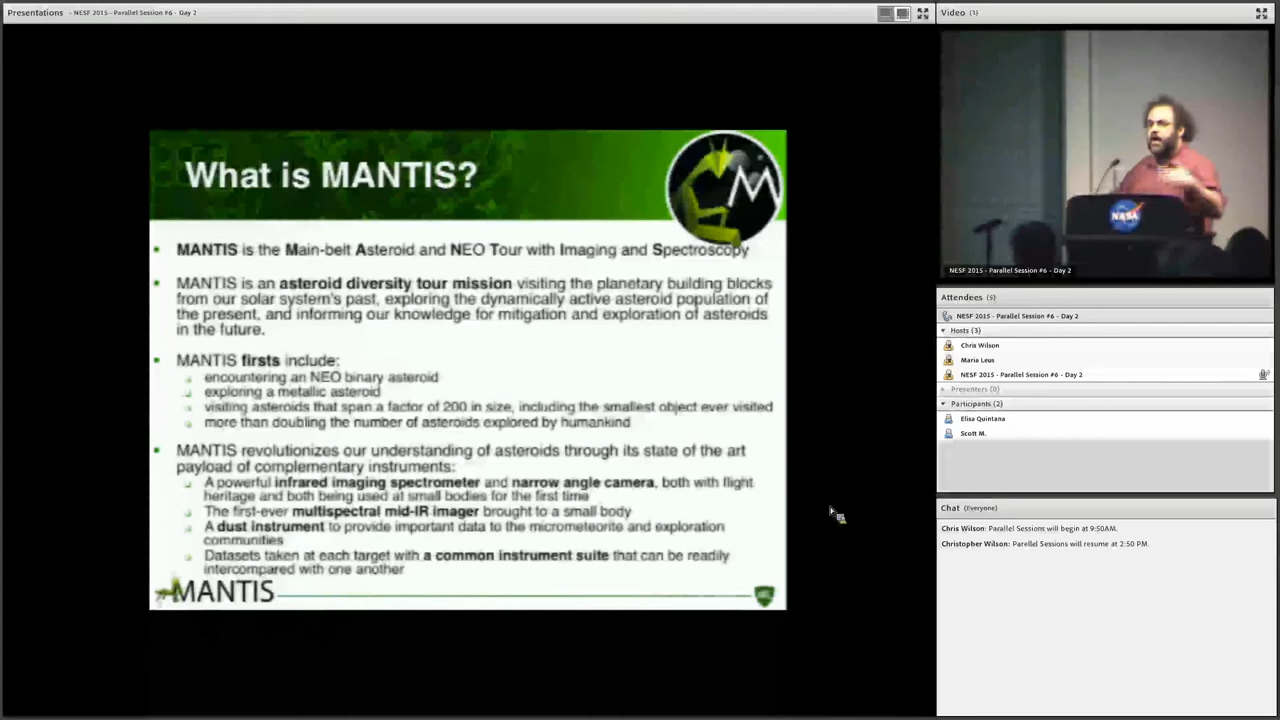 Presentations - NESF 2015 - Parallel Session #6 - Day 2
What is MANTIS?
M
MANTIS is the Main-belt Asteroid and NEO Tour with Imaging and Spectroscopy
MANTIS is an asteroid diversity tour mission visiting the planetary building blocks
from our solar system's past, exploring the dynamically active asteroid population of
the present, and informing our knowledge for mitigation and exploration of asteroids
in the future.
MANTIS firsts include:
encountering an NEO binary asteroid
exploring a metallic asteroid
visiting asteroids that span a factor of 200 in size, including the smallest object ever visited
more than doubling the number of asteroids explored by humankind
MANTIS revolutionizes our understanding of asteroids through its state of the art
payload of complementary instruments:
A powerful infrared imaging spectrometer and narrow angle camera, both with flight
heritage and both being used at small bodies for the first time
The first-ever multispectral mid-IR imager brought to a small body
A dust instrument to provide important data to the micrometeorite and exploration
communities
Datasets taken at each target with a common instrument suite that can be readily
intercompared with one another
MANTIS
Video (1)
NASA
NESF 2015 - Parallel Session #6 - Day 2
Attendees (5)
NESF 2015 - Parallel Session #6 - Day 2
Hosts (3)
Chris Wilson
Maria Leus
NESF 2015 - Parallel Session #6 - Day 2
Presenters (0)
Participants (2)
Elisa Quintana
Scott M.
Chat (Everyone)
Chris Wilson: Parallel Sessions will begin at 9:50AM.
Christopher Wilson: Parellel Sessions will resume at 2:50 PM.